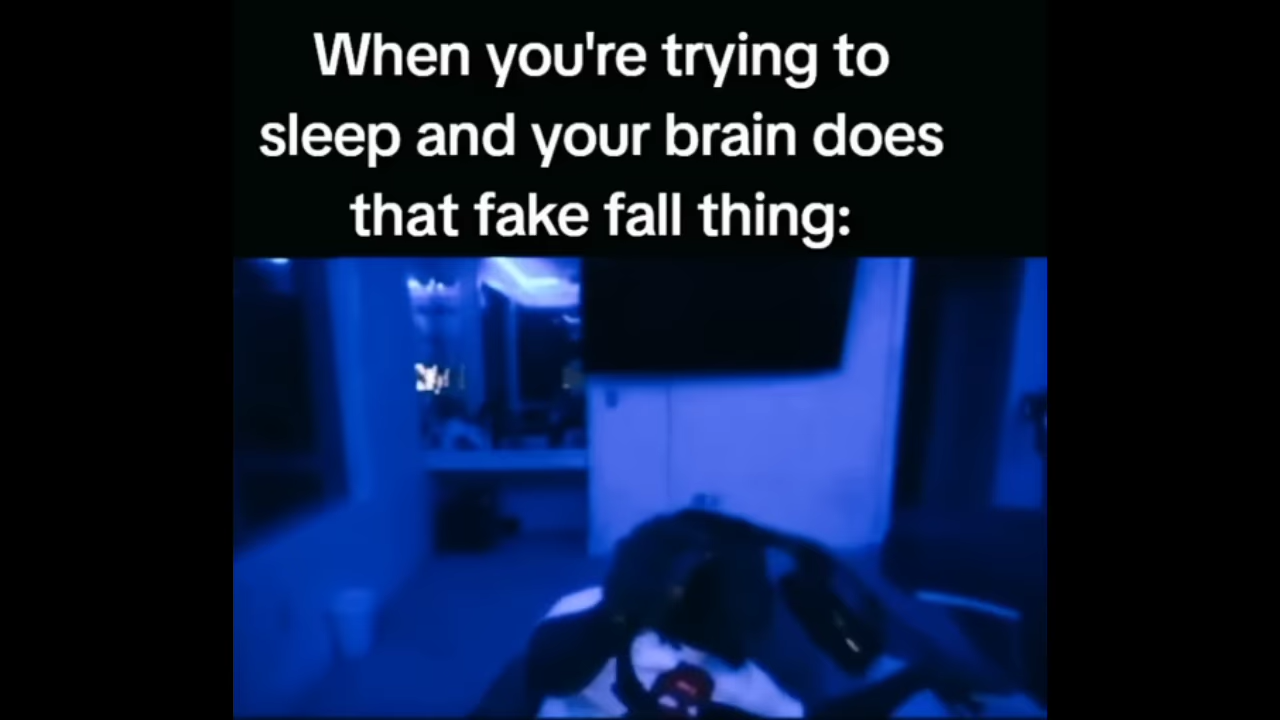 When you're trying to
sleep and your brain does
that fake fall thing: